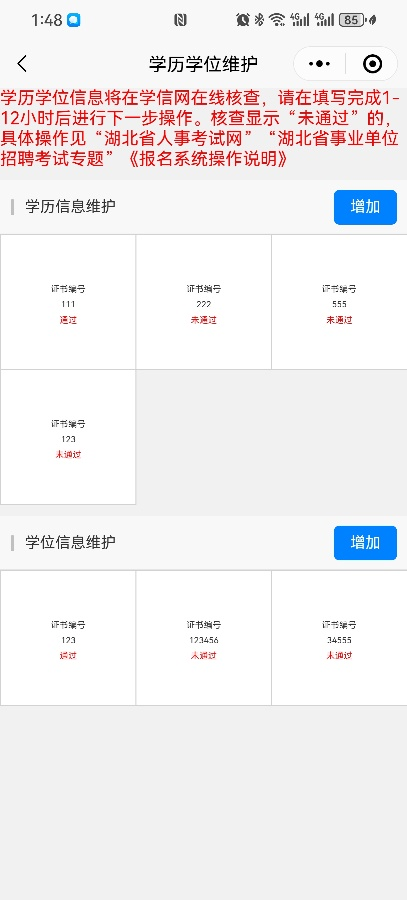 1:48
85
学历学位维护
学历学位信息将在学信网在线核查，请在填写完成1-
12小时后进行下一步操作。核查显示“未通过”的，
具体操作见“湖北省人事考试网”“湖北省事业单位
招聘考试专题”《报名系统操作说明》
学历信息维护
增加
证书编号
111
通过
证书编号
222
未通过
证书编号
555
未通过
证书编号
123
未通过
学位信息维护
增加
证书编号
123
通过
证书编号
123456
未通过
证书编号
34555
未通过